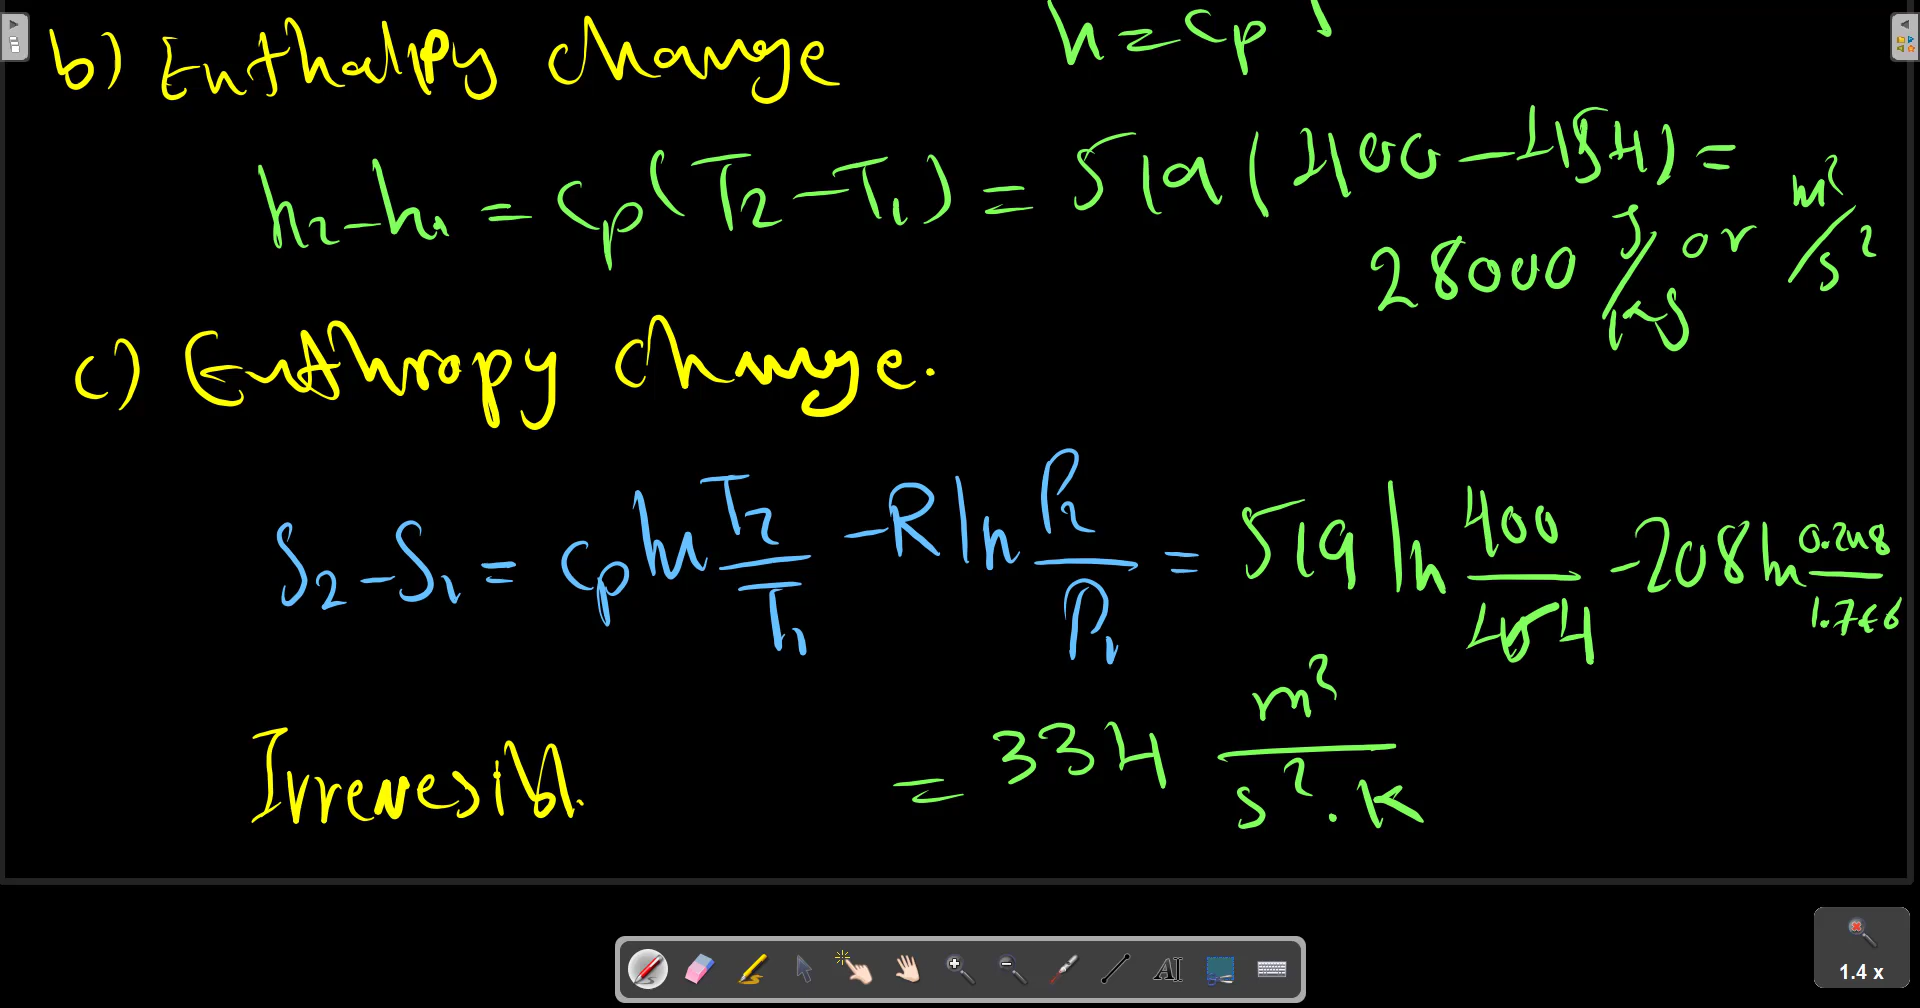 h = cp T
b) Enthalpy change
h2 - h1 = cp (T2 - T1) = 519 (400 - 454) =
28000 J/kg or m²/s²
c) Enthropy change.
S2 - S1 = cp ln T2/T1 - R ln P2/P1 = 519 ln 400/454 - 208 ln 0.248/1.7E6
= 334 m²/s².K
Irreversibl.
AI
1.4 x